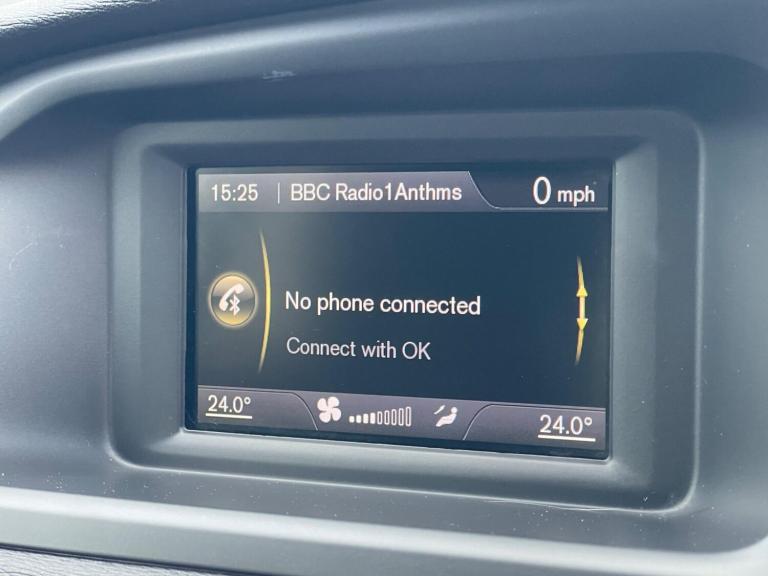 15:25 | BBC Radio1Anthms 0 mph
No phone connected
Connect with OK
24.0° 24.0°